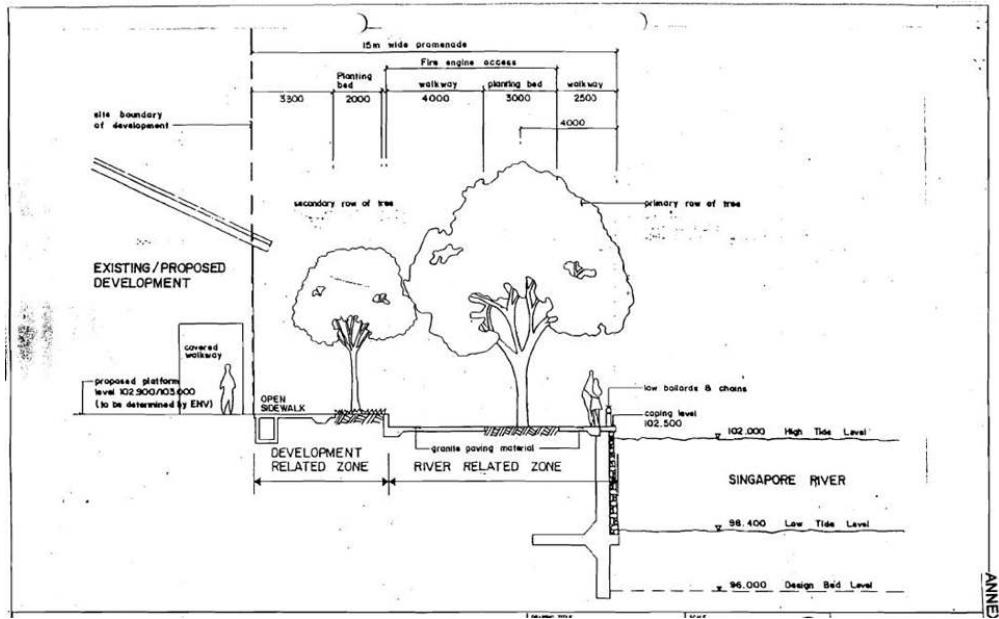 15m wide promenade
Fire engine access
Planting
bed
walkway
planting bed
walkway
3300
2000
4000
3000
2500
4000
site boundary
of development
secondary row of tree
primary row of tree
EXISTING/PROPOSED
DEVELOPMENT
covered
walkway
proposed platform
level 102.900/103.000
(to be determined by ENV)
OPEN
SIDEWALK
low bollards & chains
coping level
102.500
102.000 High Tide Level
granite paving material
DEVELOPMENT
RELATED ZONE
RIVER RELATED ZONE
SINGAPORE RIVER
98.400 Low Tide Level
96.000 Design Bed Level
ANNEX